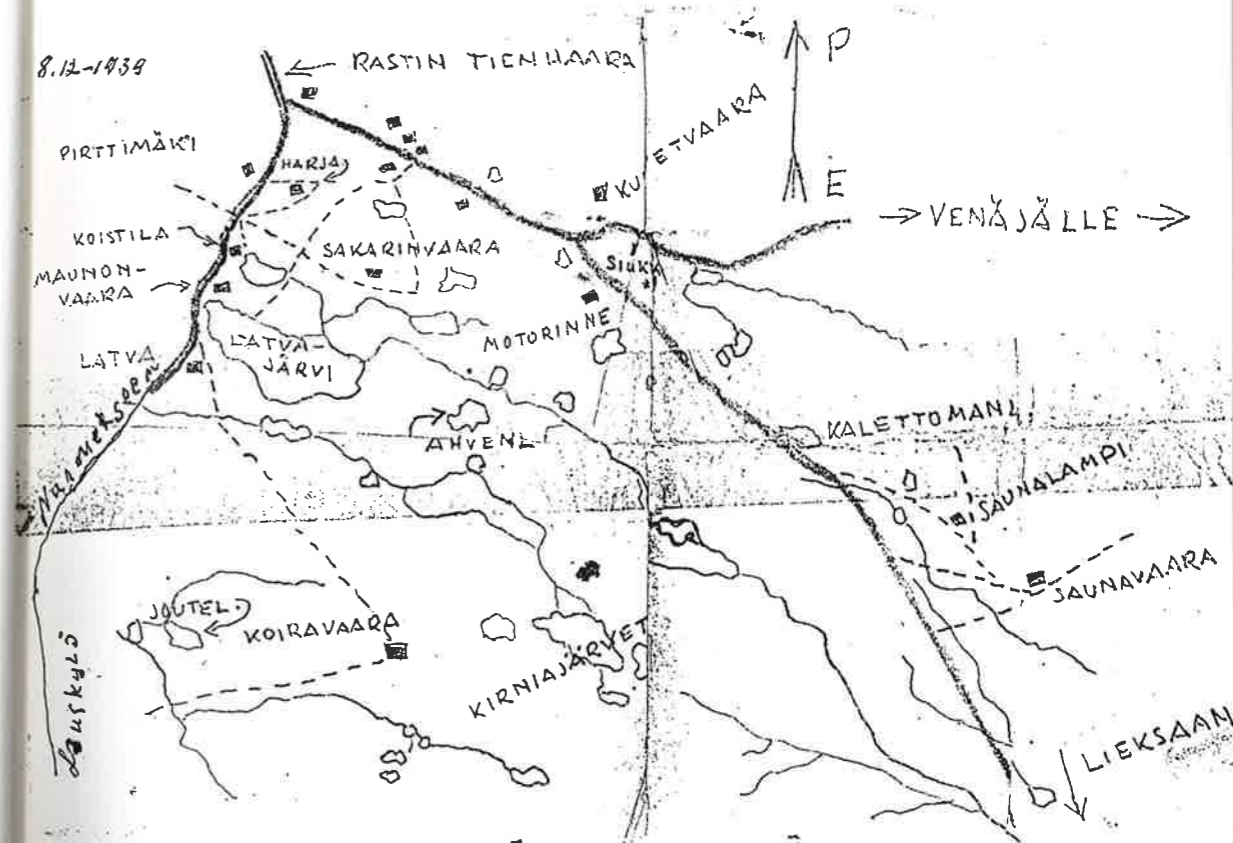 8.12-1939
← RASTIN TIENHAARA
P
E
PIRTTIMÄKI
HARJA
KU ETVAARA
→ VENÄJÄLLE →
KOISTILA
SAKARINVAARA
SIUK
MAUNON-
VAARA
MOTORINNE
LATVA
LATVA-
JÄRVI
Nurmekseen
AHVENL
KALETTOMANL.
SAUNALAMPI
SAUNAVAARA
JOUTEL.
KOIRAVAARA
KIRNIAJÄRVET
Lauskylä
LIEKSAAN